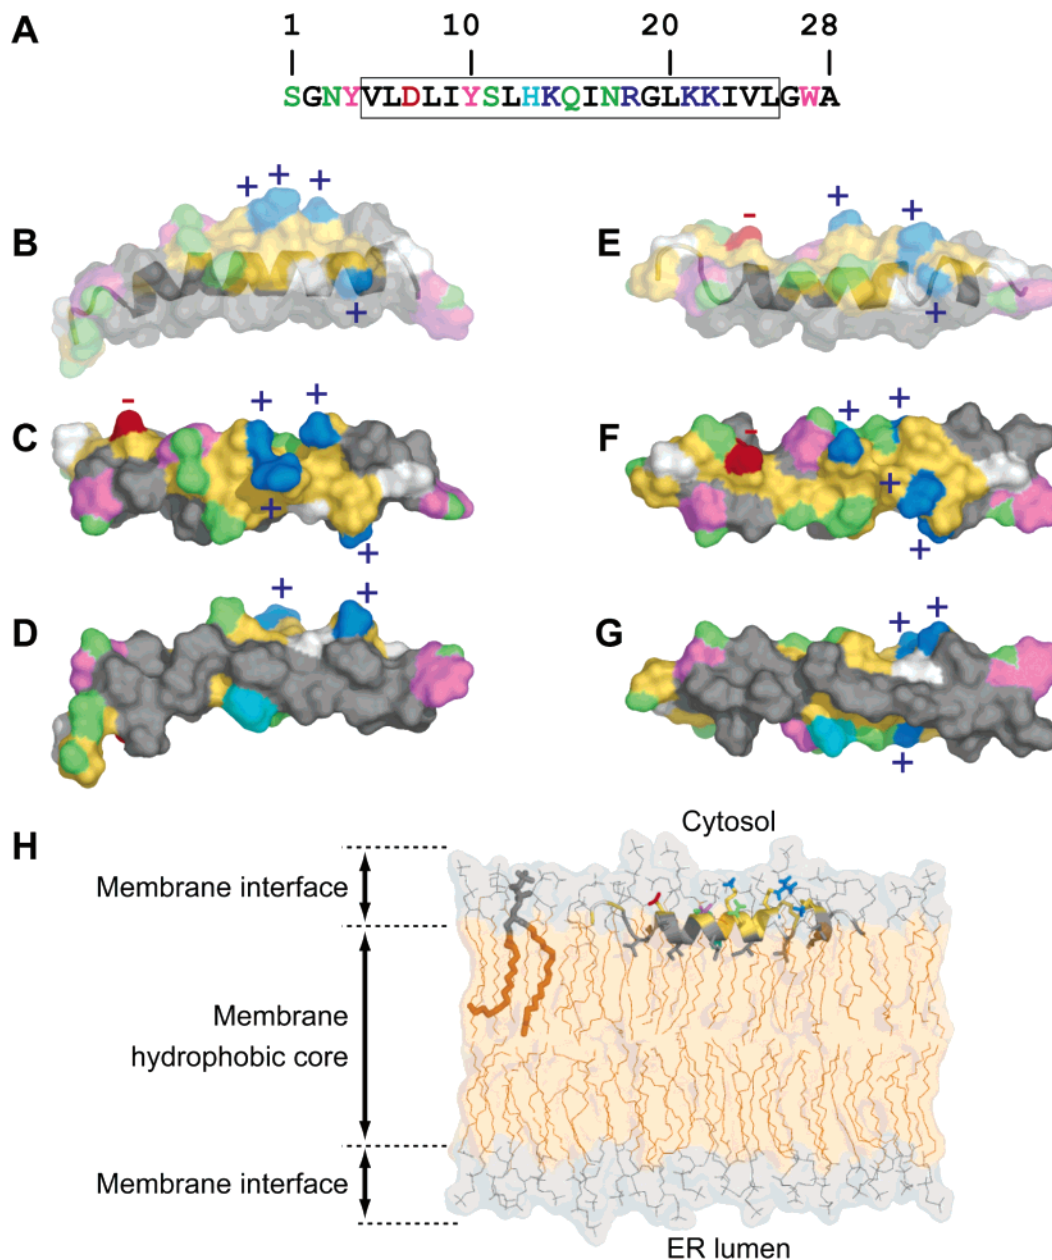 A
1 10 20 28
SGNYVLDLIYSLHKQINRGLKKIVLGWA
B
+ + +
+
E
- + +
+
C
- + +
+
+
F
- + +
+
+
D
+ +
G
+ +
+
H
Cytosol
Membrane interface
Membrane
hydrophobic core
Membrane interface
ER lumen